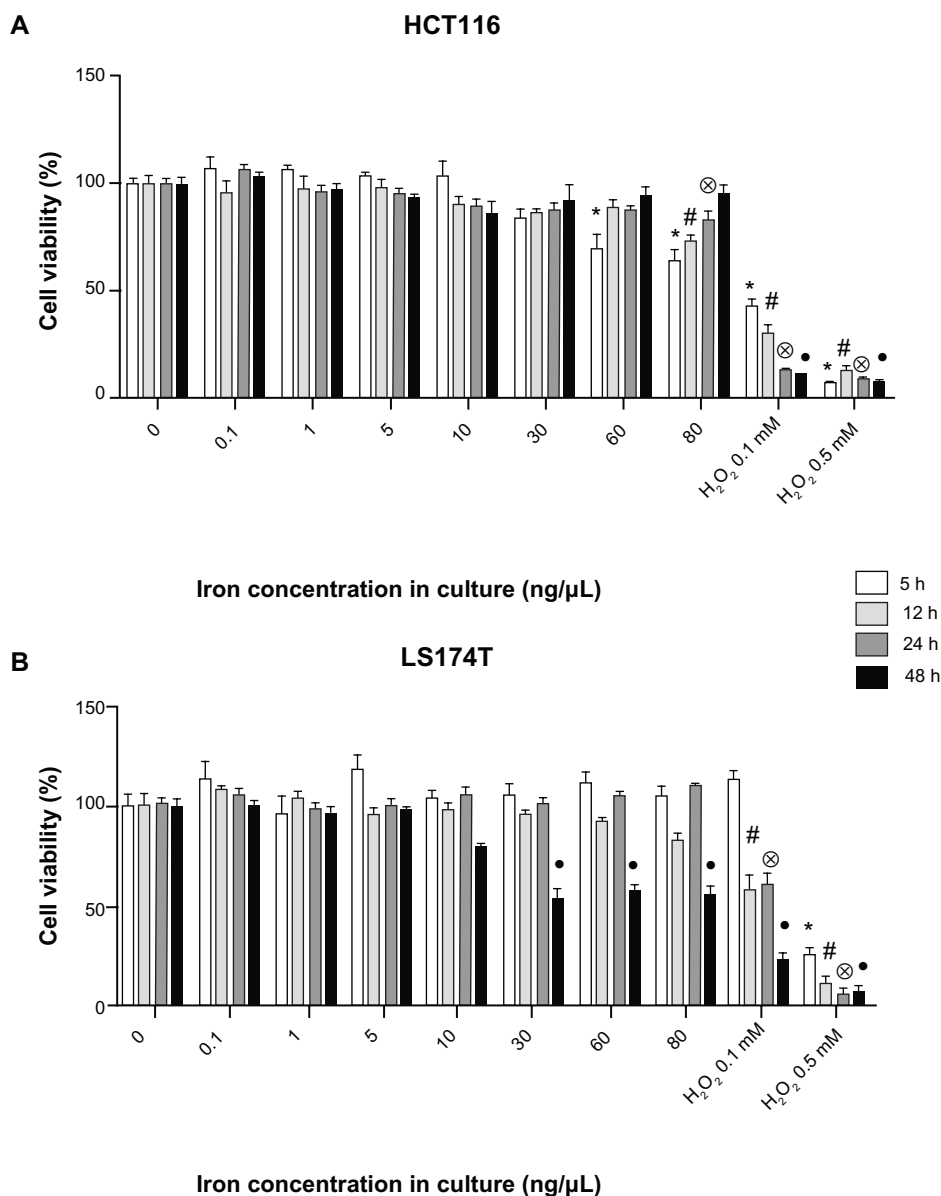 A
HCT116
150
100
50
0
Cell viability (%)
*
*
#
⊗
*
#
⊗
•
*
#
⊗
•
0
0.1
1
5
10
30
60
80
H₂O₂ 0.1 mM
H₂O₂ 0.5 mM
Iron concentration in culture (ng/µL)
5 h
12 h
24 h
48 h
B
LS174T
150
100
50
0
Cell viability (%)
•
•
•
#
⊗
•
*
#
⊗
•
0
0.1
1
5
10
30
60
80
H₂O₂ 0.1 mM
H₂O₂ 0.5 mM
Iron concentration in culture (ng/µL)